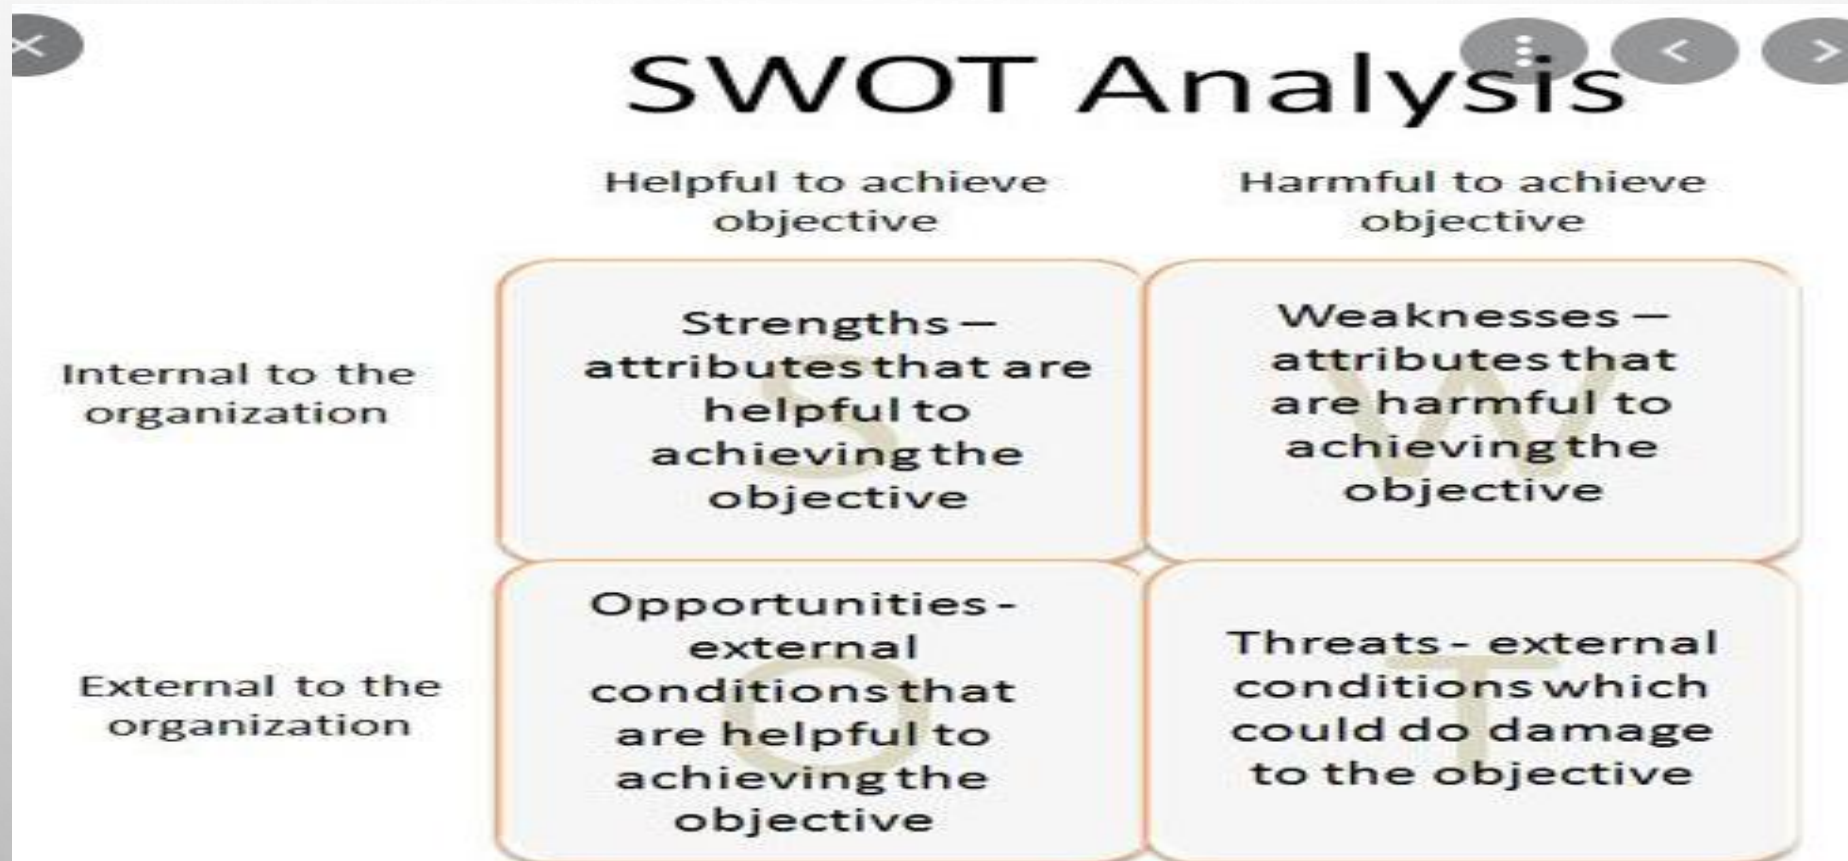 SWOT Analysis
Helpful to achieve
objective
Harmful to achieve
objective
Internal to the
organization
Strengths –
attributes that are
helpful to
achieving the
objective
Weaknesses –
attributes that
are harmful to
achieving the
objective
External to the
organization
Opportunities -
external
conditions that
are helpful to
achieving the
objective
Threats - external
conditions which
could do damage
to the objective
S
W
O
T